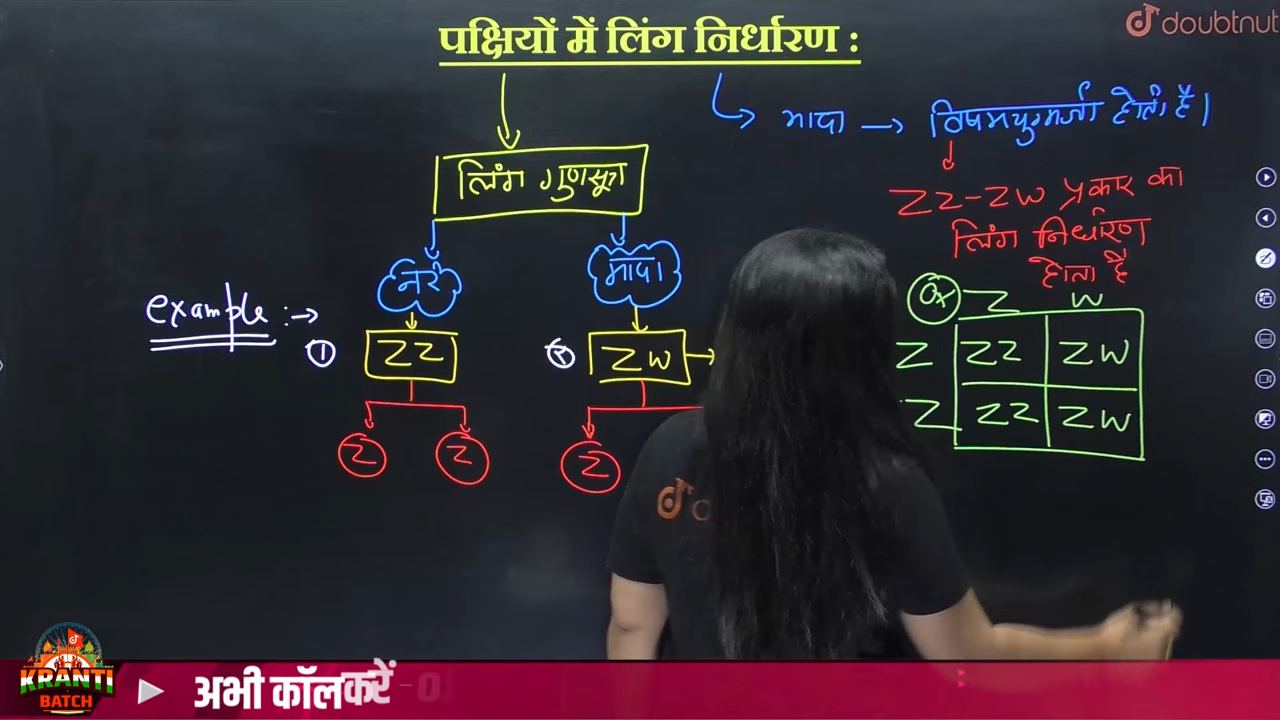 doubtnut
पक्षियों में लिंग निर्धारण :
मादा → विषमयुग्मजी होती है।
लिंग गुणसूत्र
ZZ-ZW प्रकार का
लिंग निर्धारण
होता है
नर
मादा
example :→
① ZZ
② ZW →
Z W
Z ZZ ZW
Z ZZ ZW
Z Z Z
KRANTI
BATCH
अभी कॉल करें